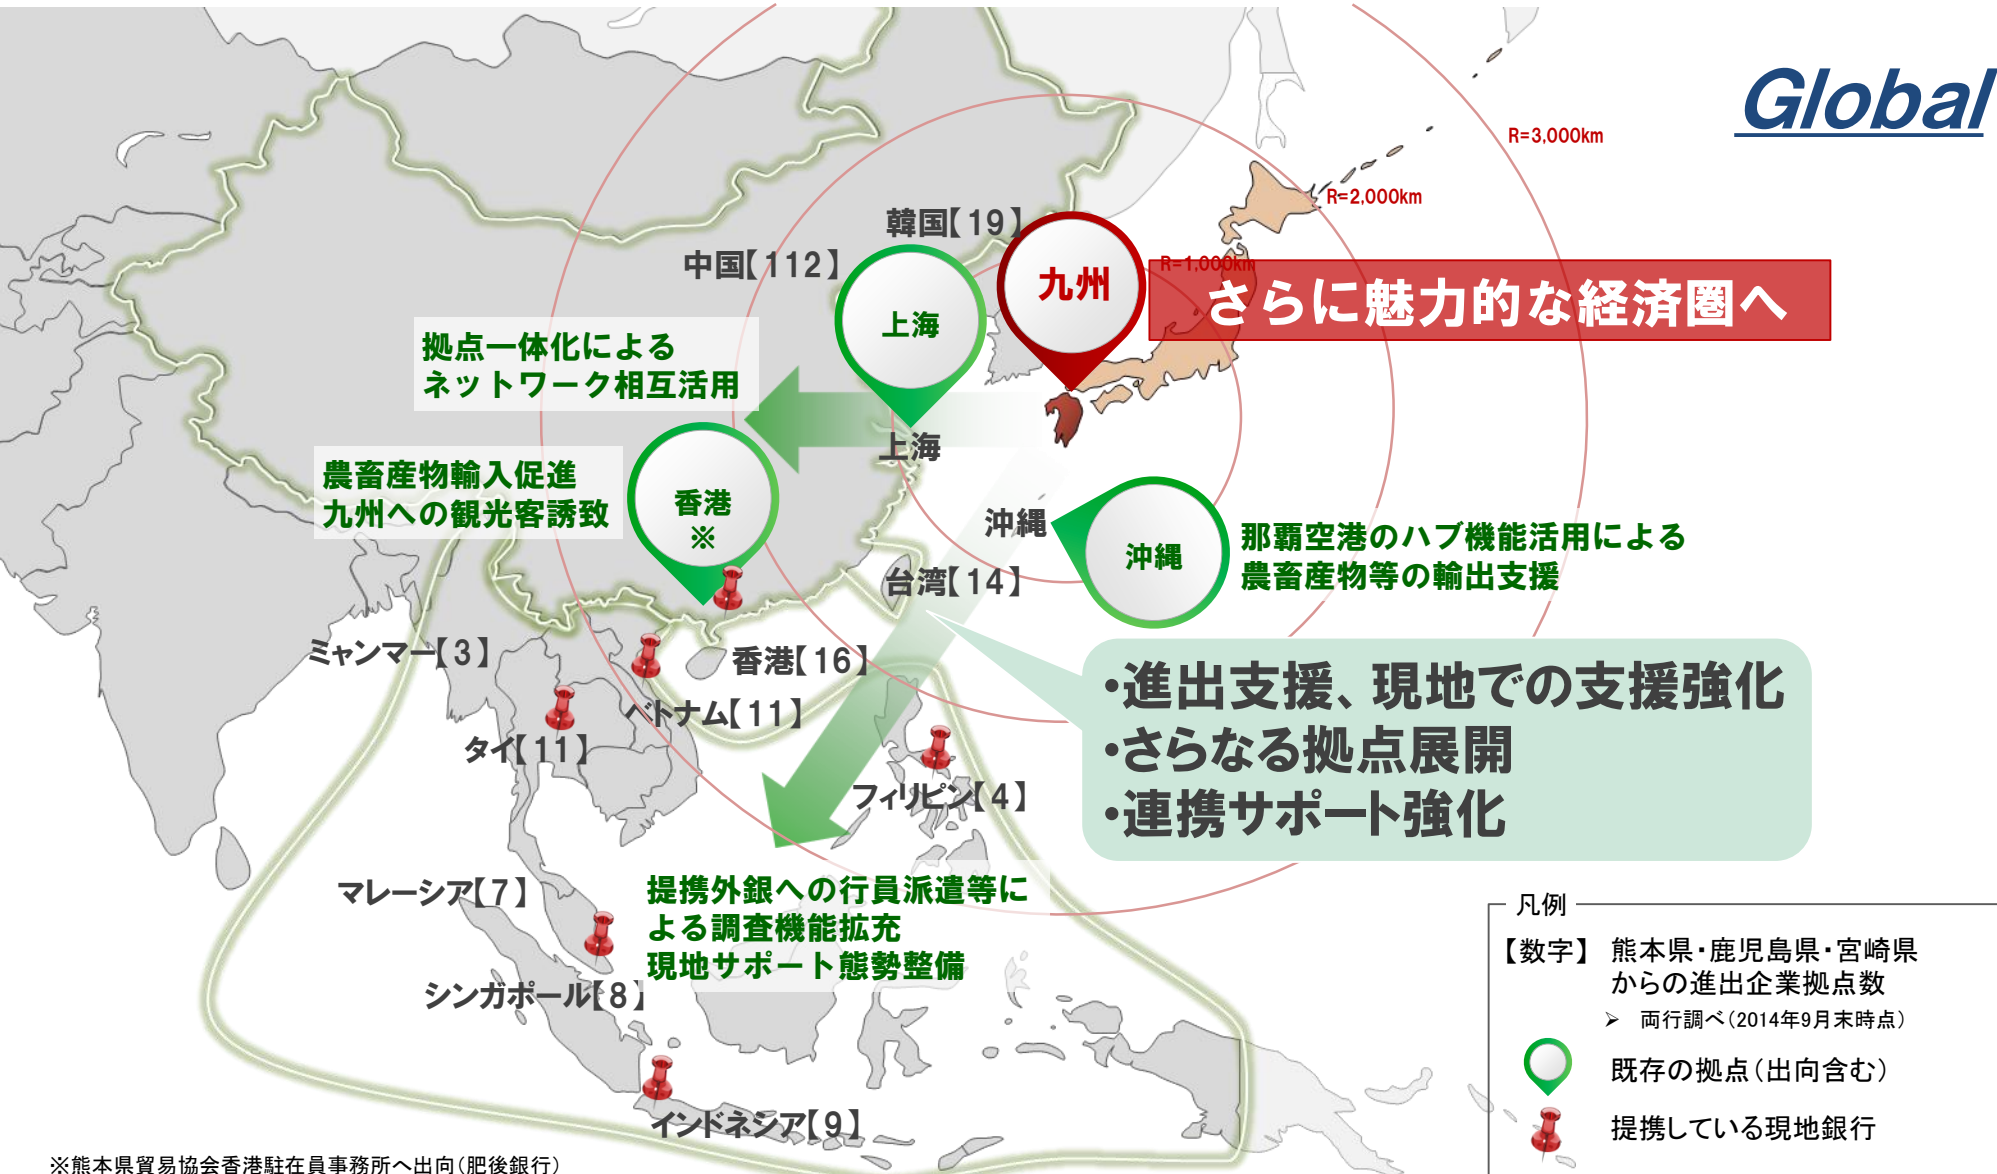 Global
R=3,000km
R=2,000km
R=1,000km
韓国【19】
中国【112】
九州
さらに魅力的な経済圏へ
上海
拠点一体化による
ネットワーク相互活用
上海
農畜産物輸入促進
九州への観光客誘致
香港
※
沖縄
沖縄
那覇空港のハブ機能活用による
農畜産物等の輸出支援
台湾【14】
ミャンマー【3】
香港【16】
ベトナム【11】
タイ【11】
フィリピン【4】
・進出支援、現地での支援強化
・さらなる拠点展開
・連携サポート強化
マレーシア【7】
提携外銀への行員派遣等に
よる調査機能拡充
現地サポート態勢整備
シンガポール【8】
インドネシア【9】
凡例
【数字】 熊本県・鹿児島県・宮崎県
からの進出企業拠点数
➢ 両行調べ（2014年9月末時点）
既存の拠点（出向含む）
提携している現地銀行
※熊本県貿易協会香港駐在員事務所へ出向（肥後銀行）